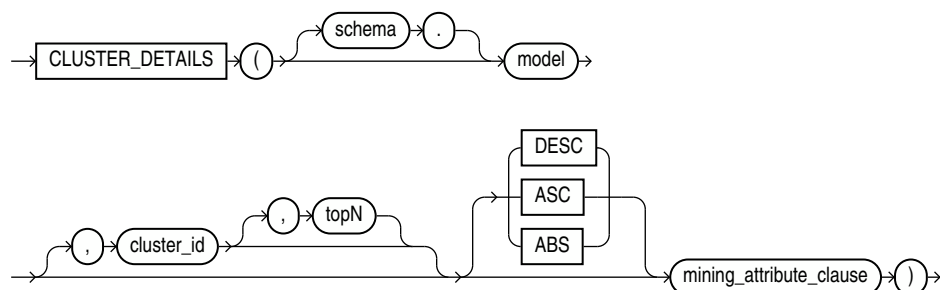 schema .
CLUSTER_DETAILS ( model
DESC
, topN ASC
, cluster_id ABS
mining_attribute_clause )